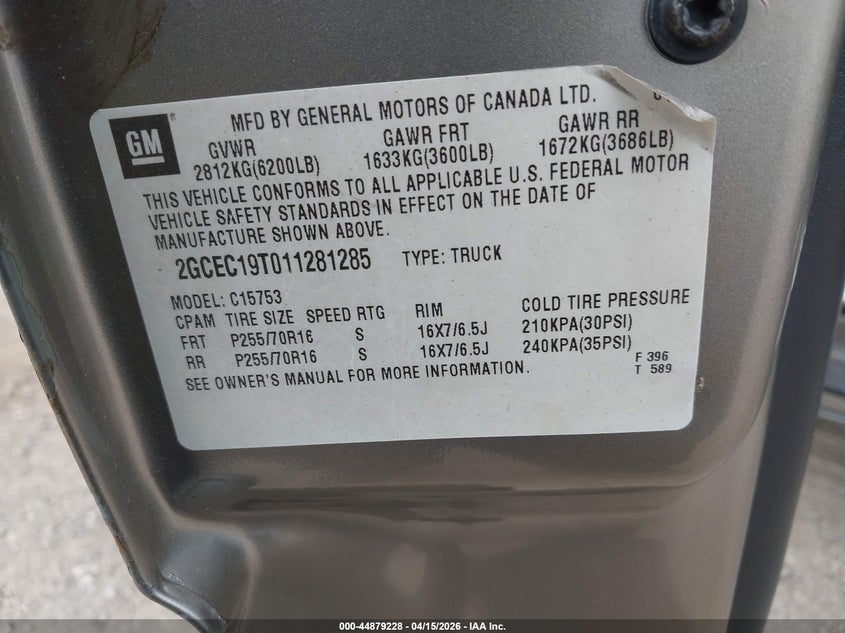 GM
MFD BY GENERAL MOTORS OF CANADA LTD.
GVWR GAWR FRT GAWR RR
2812KG(6200LB) 1633KG(3600LB) 1672KG(3686LB)
THIS VEHICLE CONFORMS TO ALL APPLICABLE U.S. FEDERAL MOTOR
VEHICLE SAFETY STANDARDS IN EFFECT ON THE DATE OF
MANUFACTURE SHOWN ABOVE.
2GCEC19T011281285 TYPE: TRUCK
MODEL: C15753
CPAM TIRE SIZE SPEED RTG RIM COLD TIRE PRESSURE
FRT P255/70R16 S 16X7/6.5J 210KPA(30PSI)
RR P255/70R16 S 16X7/6.5J 240KPA(35PSI)
SEE OWNER'S MANUAL FOR MORE INFORMATION.
F 396
T 589
000-44879228 - 04/15/2026 - IAA Inc.